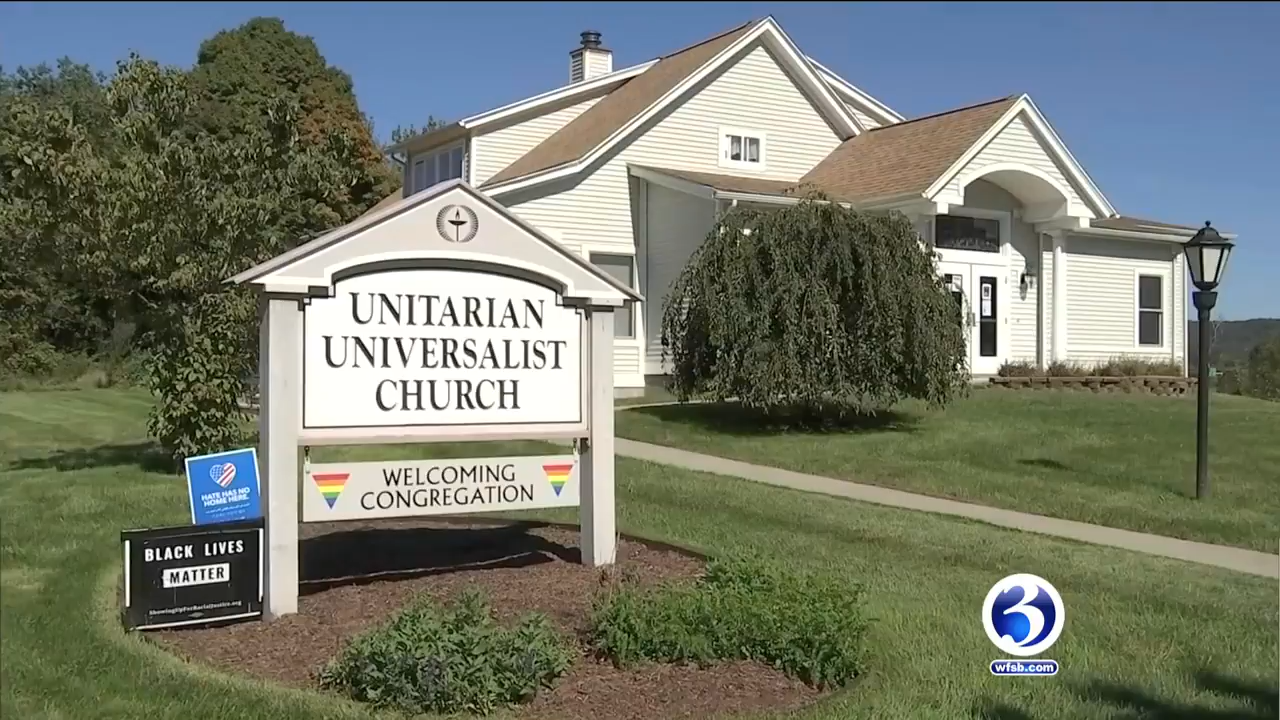 UNITARIAN
UNIVERSALIST
CHURCH
WELCOMING
CONGREGATION
HATE HAS NO
HOME HERE.
BLACK LIVES
MATTER
ShowingUpForRacialJustice.org
3
wfsb.com